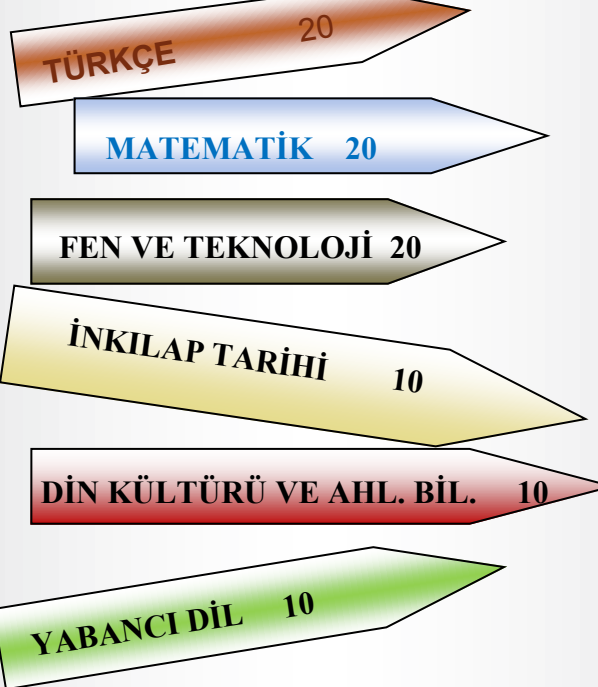 TÜRKÇE 20
MATEMATİK 20
FEN VE TEKNOLOJİ 20
İNKILAP TARİHİ 10
DİN KÜLTÜRÜ VE AHL. BİL. 10
YABANCI DİL 10